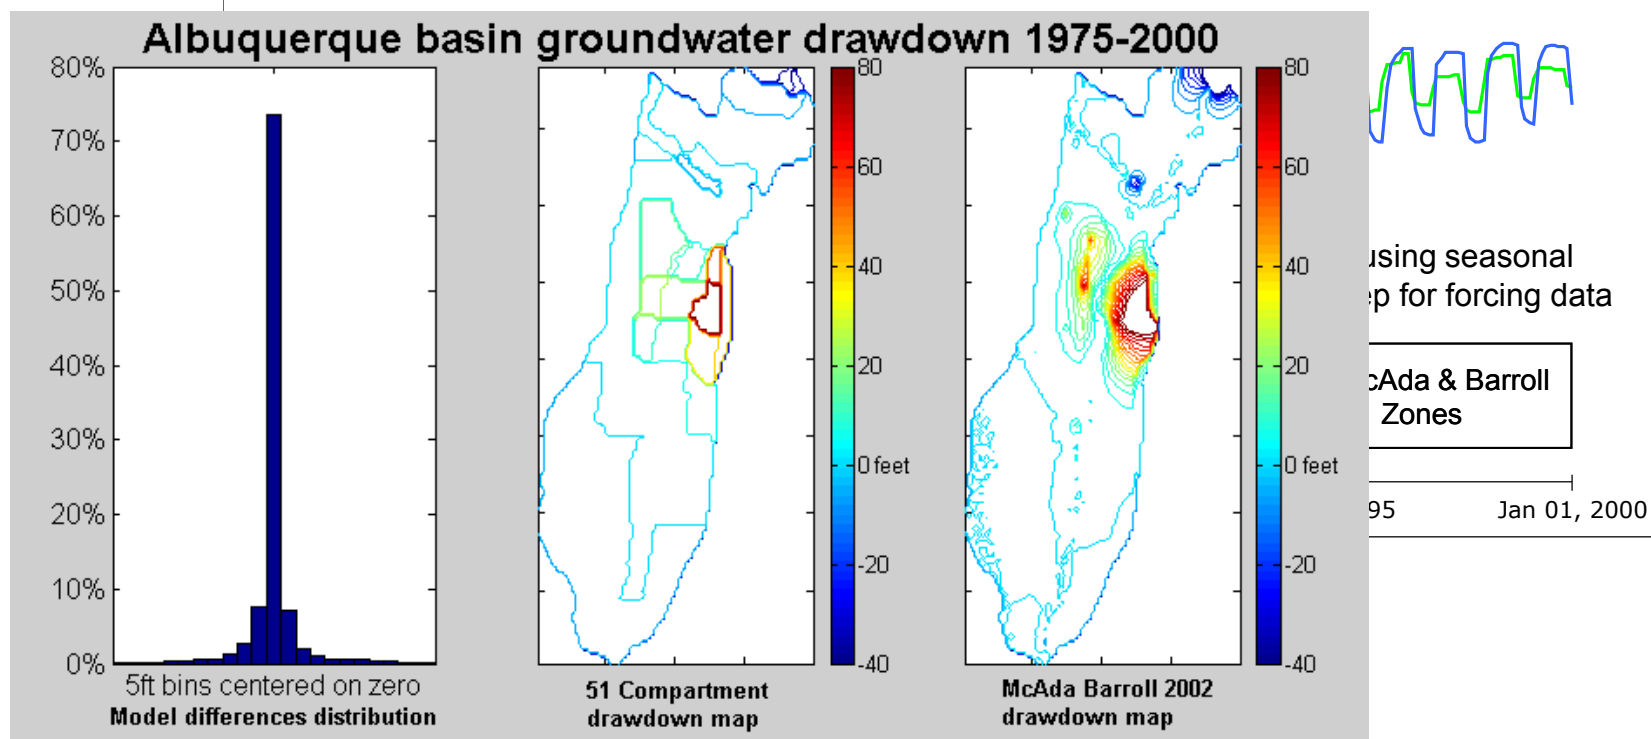 Albuquerque basin groundwater drawdown 1975-2000
80%
70%
60%
50%
40%
30%
20%
10%
0%
5ft bins centered on zero
Model differences distribution
80
60
40
20
0 feet
-20
-40
51 Compartment
drawdown map
80
60
40
20
0 feet
-20
-40
McAda Barroll 2002
drawdown map
using seasonal
ep for forcing data
cAda & Barroll
Zones
95
Jan 01, 2000